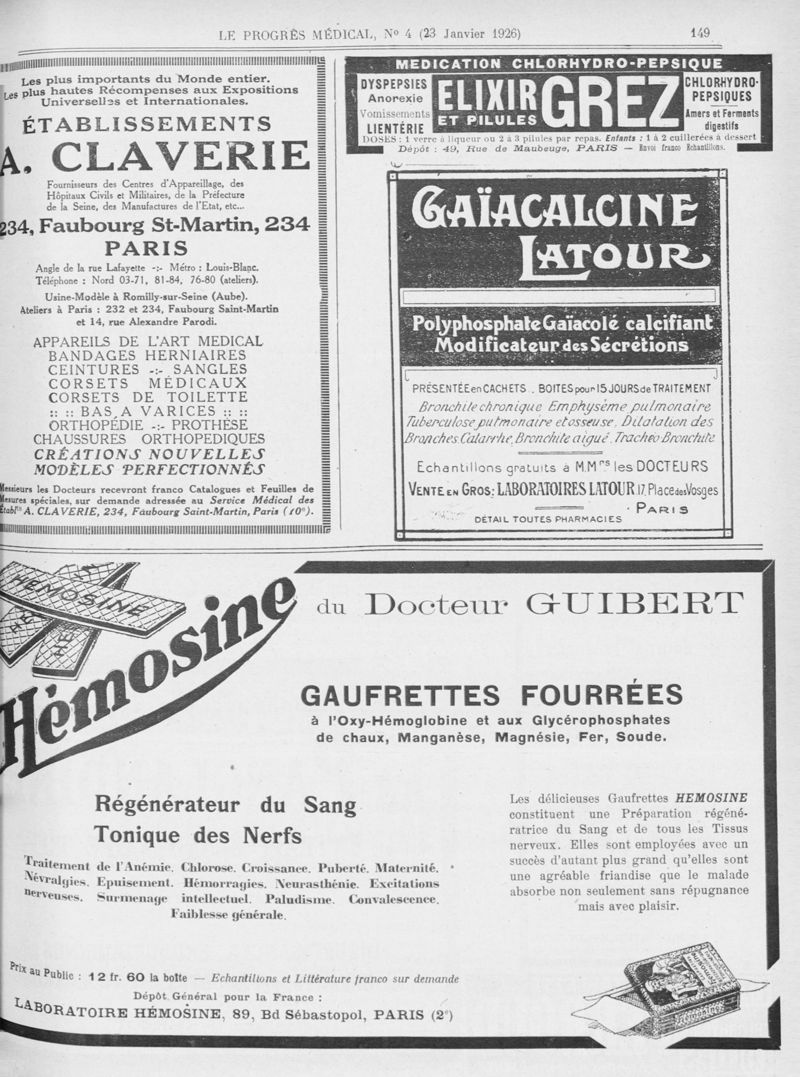 LE PROGRÈS MÉDICAL, Nº 4 (23 Janvier 1926)
149
Les plus importants du Monde entier.
Les plus hautes Récompenses aux Expositions
Universelles et Internationales.
ÉTABLISSEMENTS
A. CLAVERIE
Fournisseurs des Centres d'Appareillage, des
Hôpitaux Civils et Militaires, de la Préfecture
de la Seine, des Manufactures de l'Etat, etc...
234, Faubourg St-Martin, 234
PARIS
Angle de la rue Lafayette -:- Métro : Louis-Blanc.
Téléphone : Nord 03-71, 81-84, 76-80 (ateliers).
Usine-Modèle à Romilly-sur-Seine (Aube).
Ateliers à Paris : 232 et 234, Faubourg Saint-Martin
et 14, rue Alexandre Parodi.
APPAREILS DE L'ART MEDICAL
BANDAGES HERNIAIRES
CEINTURES -:- SANGLES
CORSETS MÉDICAUX
CORSETS DE TOILETTE
:: :: BAS A VARICES :: ::
ORTHOPÉDIE -:- PROTHÈSE
CHAUSSURES ORTHOPEDIQUES
CRÉATIONS NOUVELLES
MODÈLES PERFECTIONNÉS
Messieurs les Docteurs recevront franco Catalogues et Feuilles de
Mesures spéciales, sur demande adressée au Service Médical des
Établts A. CLAVERIE, 234, Faubourg Saint-Martin, Paris (10e).
MEDICATION CHLORHYDRO-PEPSIQUE
DYSPEPSIES
Anorexie
Vomissements
LIENTÉRIE
ELIXIR
ET PILULES
GREZ
CHLORHYDRO-
PEPSIQUES
Amers et Ferments
digestifs
DOSES : 1 verre à liqueur ou 2 à 3 pilules par repas. Enfants : 1 à 2 cuillerées à dessert
Dépôt : 49, Rue de Maubeuge, PARIS — Envoi franco Echantillons.
GAÏACALCINE
LATOUR
Polyphosphate Gaïacolé calcifiant
Modificateur des Sécrétions
PRÉSENTÉE en CACHETS. BOITES pour 15 JOURS de TRAITEMENT
Bronchite chronique Emphysème pulmonaire
Tuberculose pulmonaire et osseuse. Dilatation des
Bronches. Catarrhe. Bronchite aiguë. Trachéo Bronchite
Echantillons gratuits à M.Mrs les DOCTEURS
VENTE EN GROS: LABORATOIRES LATOUR 17, Place des Vosges
PARIS
DÉTAIL TOUTES PHARMACIES
HÉMOSINE
HÉMOSINE
Hémosine
du Docteur GUIBERT
GAUFRETTES FOURRÉES
à l'Oxy-Hémoglobine et aux Glycérophosphates
de chaux, Manganèse, Magnésie, Fer, Soude.
Régénérateur du Sang
Tonique des Nerfs
Traitement de l'Anémie. Chlorose. Croissance. Puberté. Maternité.
Névralgies. Epuisement. Hémorragies. Neurasthénie. Excitations
nerveuses. Surmenage intellectuel. Paludisme. Convalescence.
Faiblesse générale.
Les délicieuses Gaufrettes HEMOSINE
constituent une Préparation régéné-
ratrice du Sang et de tous les Tissus
nerveux. Elles sont employées avec un
succès d'autant plus grand qu'elles sont
une agréable friandise que le malade
absorbe non seulement sans répugnance
mais avec plaisir.
Prix au Public : 12 fr. 60 la boîte — Echantillons et Littérature franco sur demande
Dépôt Général pour la France :
LABORATOIRE HÉMOSINE, 89, Bd Sébastopol, PARIS (2e)